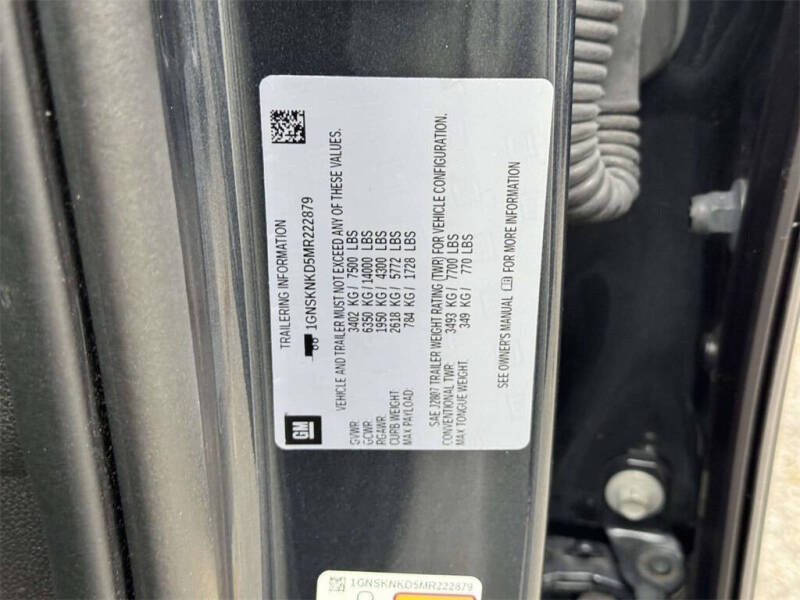 TRAILERING INFORMATION
1GNSKNKD5MR222879
GM
VEHICLE AND TRAILER MUST NOT EXCEED ANY OF THESE VALUES.
GVWR: 3402 KG / 7500 LBS
GCWR: 6350 KG / 14000 LBS
RGAWR: 1950 KG / 4300 LBS
CURB WEIGHT: 2618 KG / 5772 LBS
MAX PAYLOAD: 784 KG / 1728 LBS
SAE J2807 TRAILER WEIGHT RATING (TWR) FOR VEHICLE CONFIGURATION.
CONVENTIONAL TWR: 3493 KG / 7700 LBS
MAX TONGUE WEIGHT: 349 KG / 770 LBS
SEE OWNER'S MANUAL FOR MORE INFORMATION
1GNSKNKD5MR222879